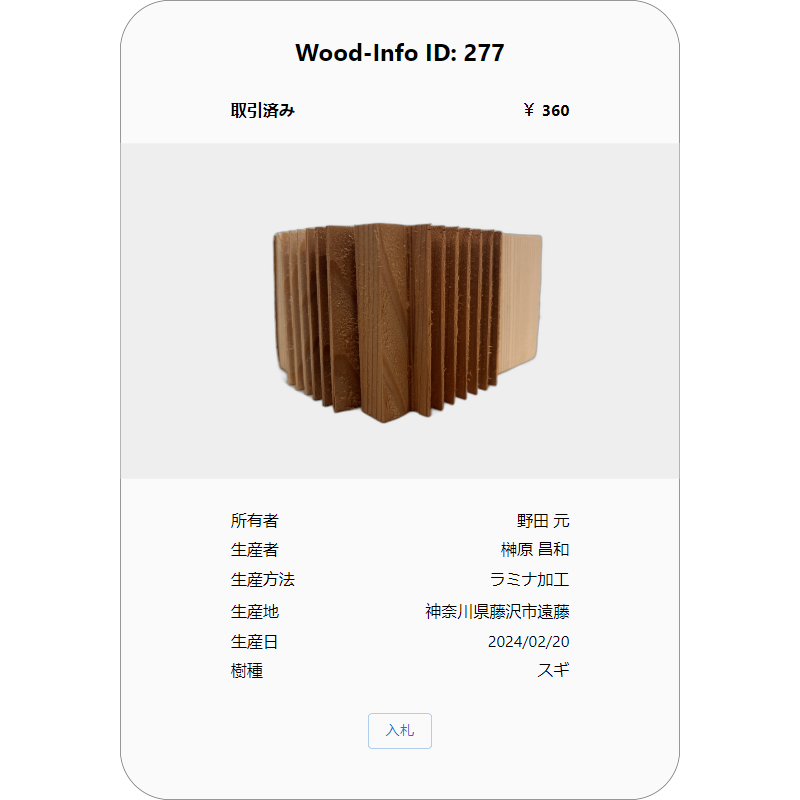 Wood-Info ID: 277
取引済み ¥ 360
所有者 野田 元
生産者 榊原 昌和
生産方法 ラミナ加工
生産地 神奈川県藤沢市遠藤
生産日 2024/02/20
樹種 スギ
入札